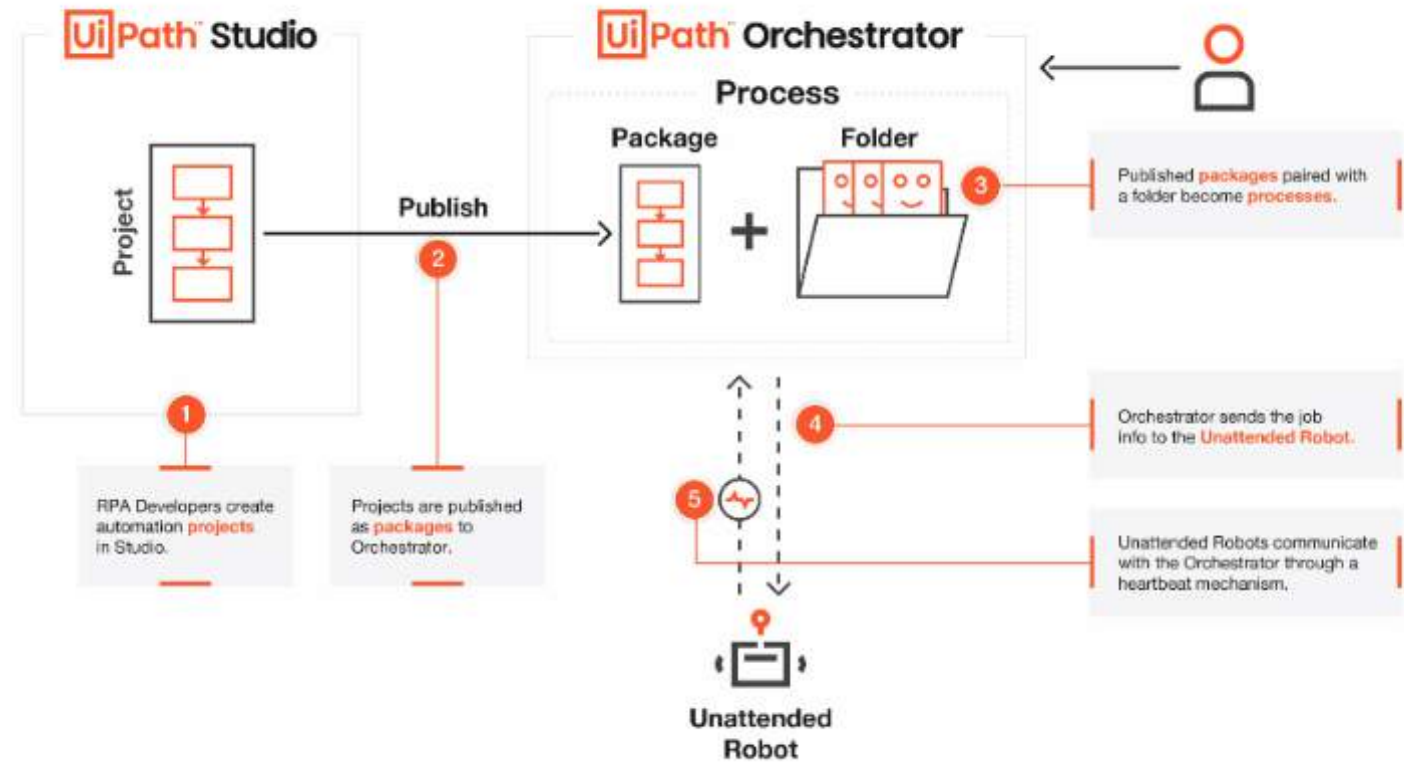 UiPath™ Studio
UiPath™ Orchestrator
Process
Package
Folder
Project
Publish
1
2
3
4
5
RPA Developers create
automation projects
in Studio.
Projects are published
as packages to
Orchestrator.
Published packages paired with
a folder become processes.
Orchestrator sends the job
info to the Unattended Robot.
Unattended Robots communicate
with the Orchestrator through a
heartbeat mechanism.
Unattended
Robot